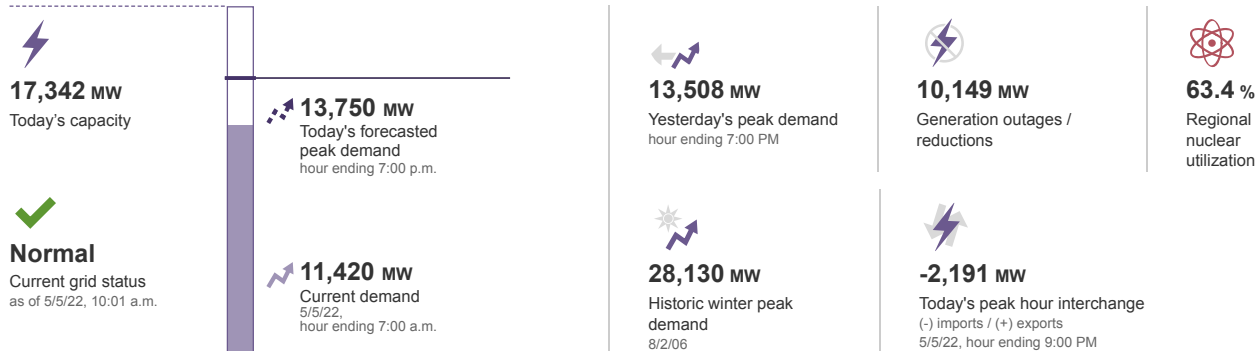 17,342 MW
Today's capacity
Normal
Current grid status
as of 5/5/22, 10:01 a.m.
13,750 MW
Today's forecasted
peak demand
hour ending 7:00 p.m.
11,420 MW
Current demand
5/5/22,
hour ending 7:00 a.m.
13,508 MW
Yesterday's peak demand
hour ending 7:00 PM
10,149 MW
Generation outages /
reductions
63.4 %
Regional
nuclear
utilization
28,130 MW
Historic winter peak
demand
8/2/06
-2,191 MW
Today's peak hour interchange
(-) imports / (+) exports
5/5/22, hour ending 9:00 PM